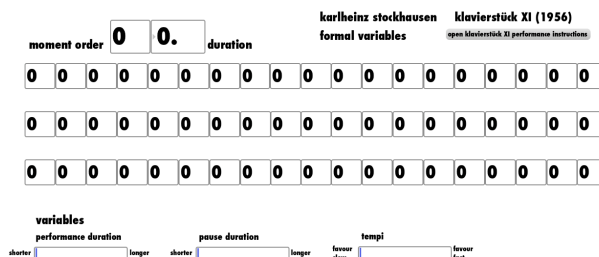 karlheinz stockhausen klavierstück XI (1956)
moment order 0 0. duration
formal variables open klavierstück XI performance instructions
0 0 0 0 0 0 0 0 0 0 0 0 0 0 0 0 0 0 0
0 0 0 0 0 0 0 0 0 0 0 0 0 0 0 0 0 0 0
0 0 0 0 0 0 0 0 0 0 0 0 0 0 0 0 0 0 0
variables
performance duration pause duration tempi
shorter longer shorter longer favour favour
slow fast